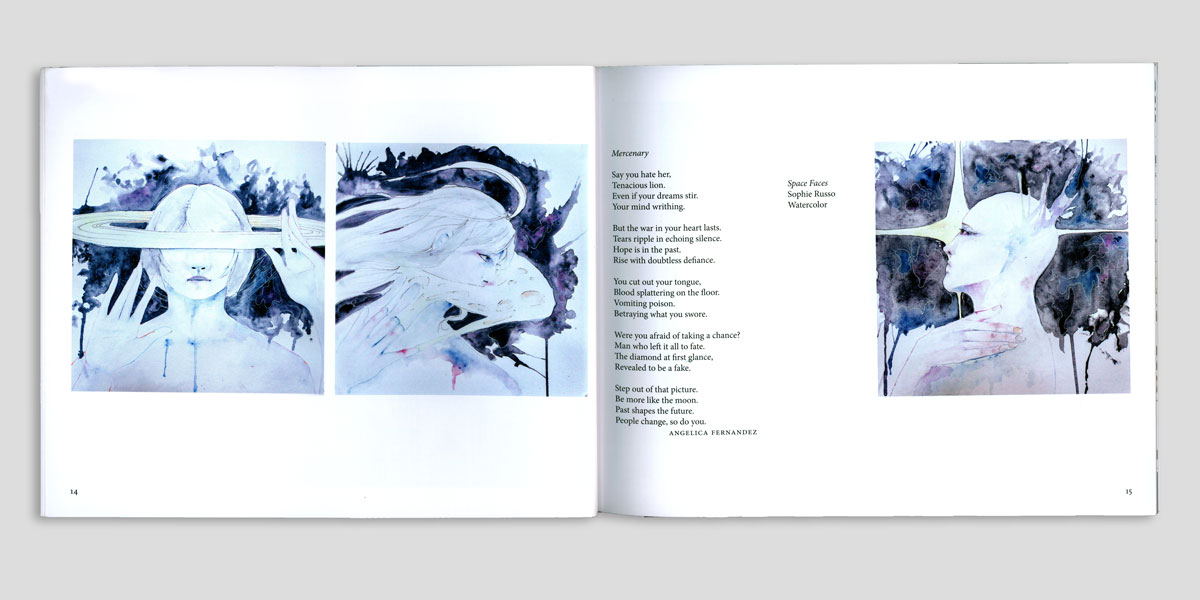 Mercenary
Say you hate her,
Tenacious lion.
Even if your dreams stir.
Your mind writhing.
But the war in your heart lasts.
Tears ripple in echoing silence.
Hope is in the past.
Rise with doubtless defiance.
You cut out your tongue,
Blood splattering on the floor.
Vomiting poison.
Betraying what you swore.
Were you afraid of taking a chance?
Man who left it all to fate.
The diamond at first glance,
Revealed to be a fake.
Step out of that picture.
Be more like the moon.
Past shapes the future.
People change, so do you.
ANGELICA FERNANDEZ
Space Faces
Sophie Russo
Watercolor
14
15